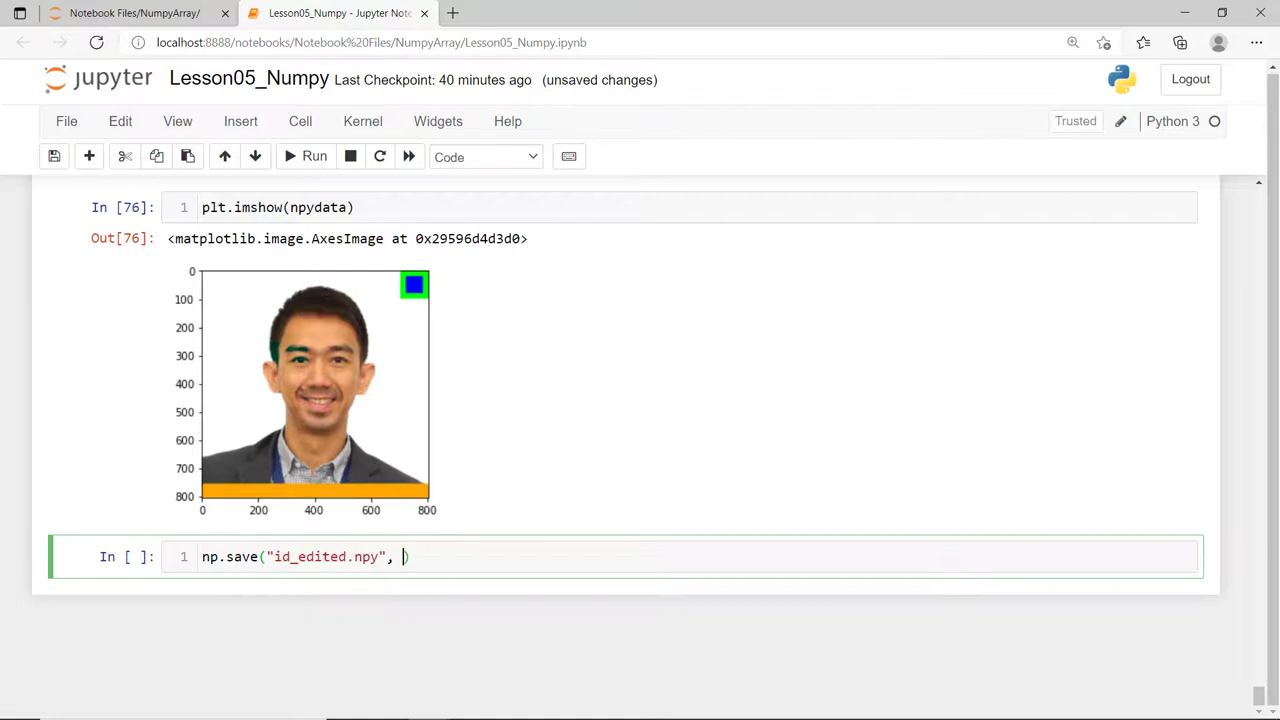 Notebook Files/NumpyArray/
Lesson05_Numpy - Jupyter Note
localhost:8888/notebooks/Notebook%20Files/NumpyArray/Lesson05_Numpy.ipynb
jupyter Lesson05_Numpy Last Checkpoint: 40 minutes ago (unsaved changes)
Logout
File Edit View Insert Cell Kernel Widgets Help
Trusted
Python 3
Run
Code
In [76]: 1 plt.imshow(npydata)
Out[76]: <matplotlib.image.AxesImage at 0x29596d4d3d0>
0
100
200
300
400
500
600
700
800
0 200 400 600 800
In [ ]: 1 np.save("id_edited.npy", )